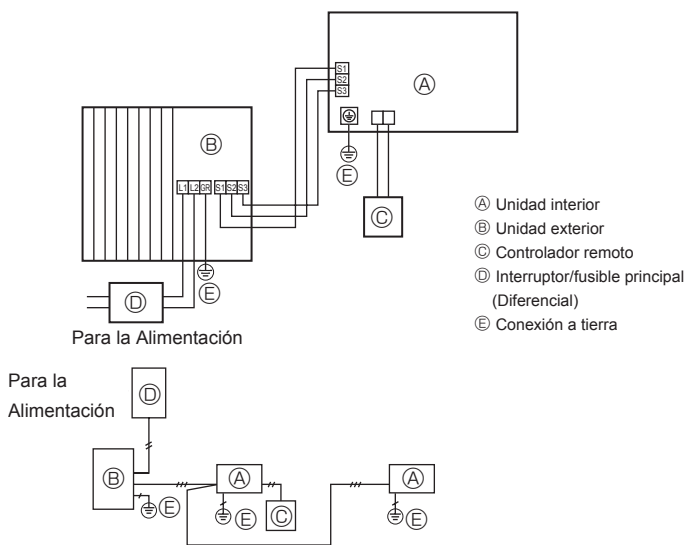 S1
S2
S3
Ⓐ
Ⓑ
L1 L2 GR S1 S2 S3
Ⓔ
Ⓒ
Ⓔ
Ⓓ
Para la Alimentación
Ⓐ Unidad interior
Ⓑ Unidad exterior
Ⓒ Controlador remoto
Ⓓ Interruptor/fusible principal
(Diferencial)
Ⓔ Conexión a tierra
Para la
Alimentación
Ⓓ
Ⓑ
Ⓔ
Ⓐ
Ⓔ
Ⓒ
Ⓐ
Ⓔ